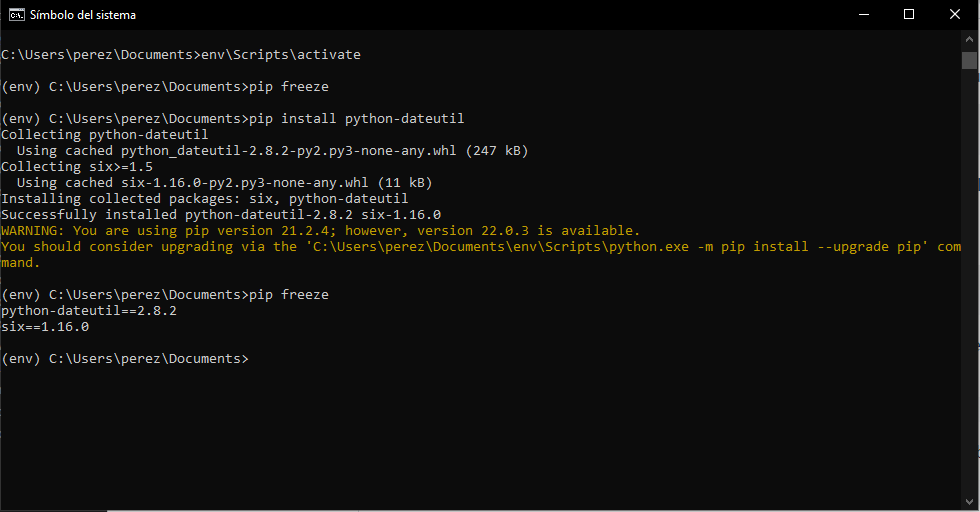 Símbolo del sistema
C:\Users\perez\Documents>env\Scripts\activate
(env) C:\Users\perez\Documents>pip freeze
(env) C:\Users\perez\Documents>pip install python-dateutil
Collecting python-dateutil
  Using cached python_dateutil-2.8.2-py2.py3-none-any.whl (247 kB)
Collecting six>=1.5
  Using cached six-1.16.0-py2.py3-none-any.whl (11 kB)
Installing collected packages: six, python-dateutil
Successfully installed python-dateutil-2.8.2 six-1.16.0
WARNING: You are using pip version 21.2.4; however, version 22.0.3 is available.
You should consider upgrading via the 'C:\Users\perez\Documents\env\Scripts\python.exe -m pip install --upgrade pip' com
mand.
(env) C:\Users\perez\Documents>pip freeze
python-dateutil==2.8.2
six==1.16.0
(env) C:\Users\perez\Documents>